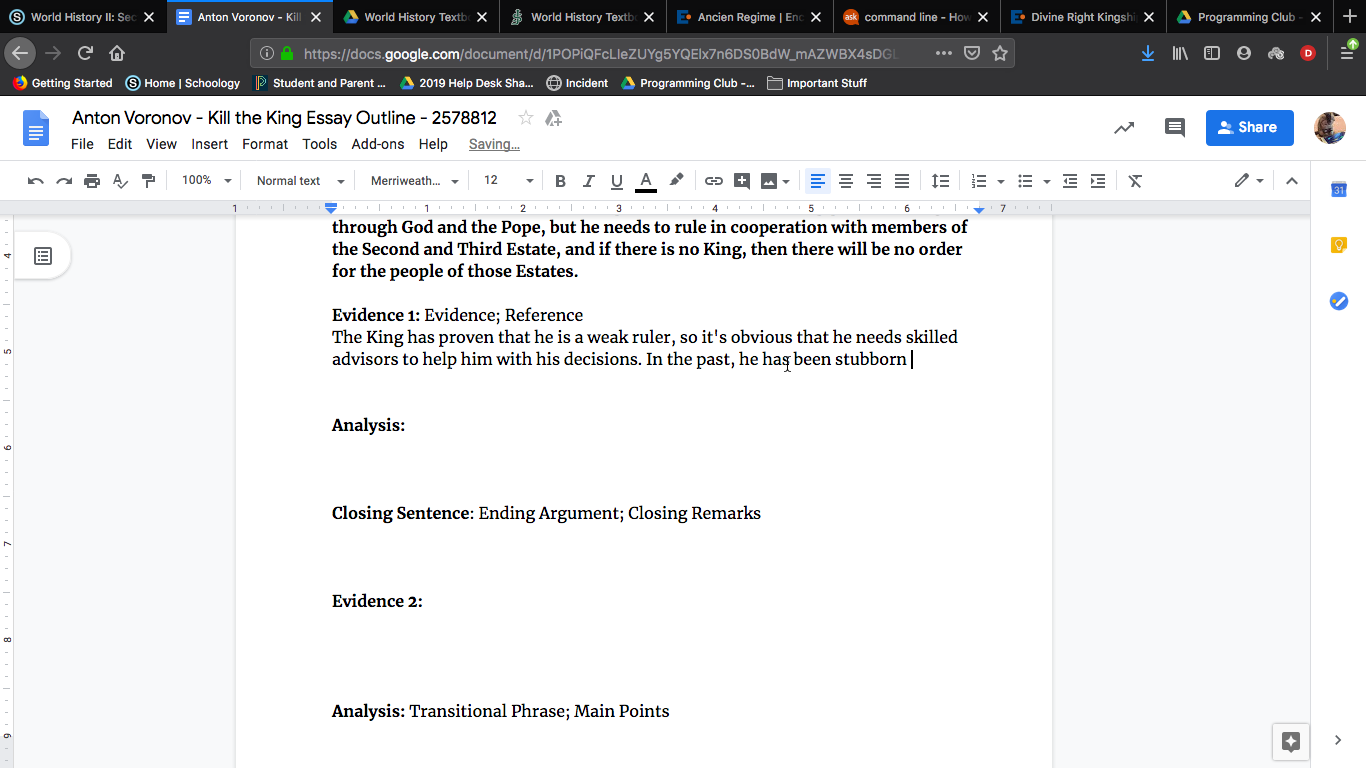 World History II: Sec
Anton Voronov - Kill
World History Textb
World History Textb
Ancien Regime | Enc
command line - How
Divine Right Kingshi
Programming Club -
https://docs.google.com/document/d/1POPiQFcLIeZUYg5YQElx7n6DS0BdW_mAZWBX4sDGL
Getting Started
Home | Schoology
Student and Parent ...
2019 Help Desk Sha...
Incident
Programming Club -...
Important Stuff
Anton Voronov - Kill the King Essay Outline - 2578812
File Edit View Insert Format Tools Add-ons Help Saving...
Share
100% Normal text Merriweath... 12 B I U A
1 1 2 3 4 5 6 7
through God and the Pope, but he needs to rule in cooperation with members of
the Second and Third Estate, and if there is no King, then there will be no order
for the people of those Estates.
Evidence 1: Evidence; Reference
The King has proven that he is a weak ruler, so it's obvious that he needs skilled
advisors to help him with his decisions. In the past, he has been stubborn
Analysis:
Closing Sentence: Ending Argument; Closing Remarks
Evidence 2:
Analysis: Transitional Phrase; Main Points
4
5
6
7
8
9
31
ask
D